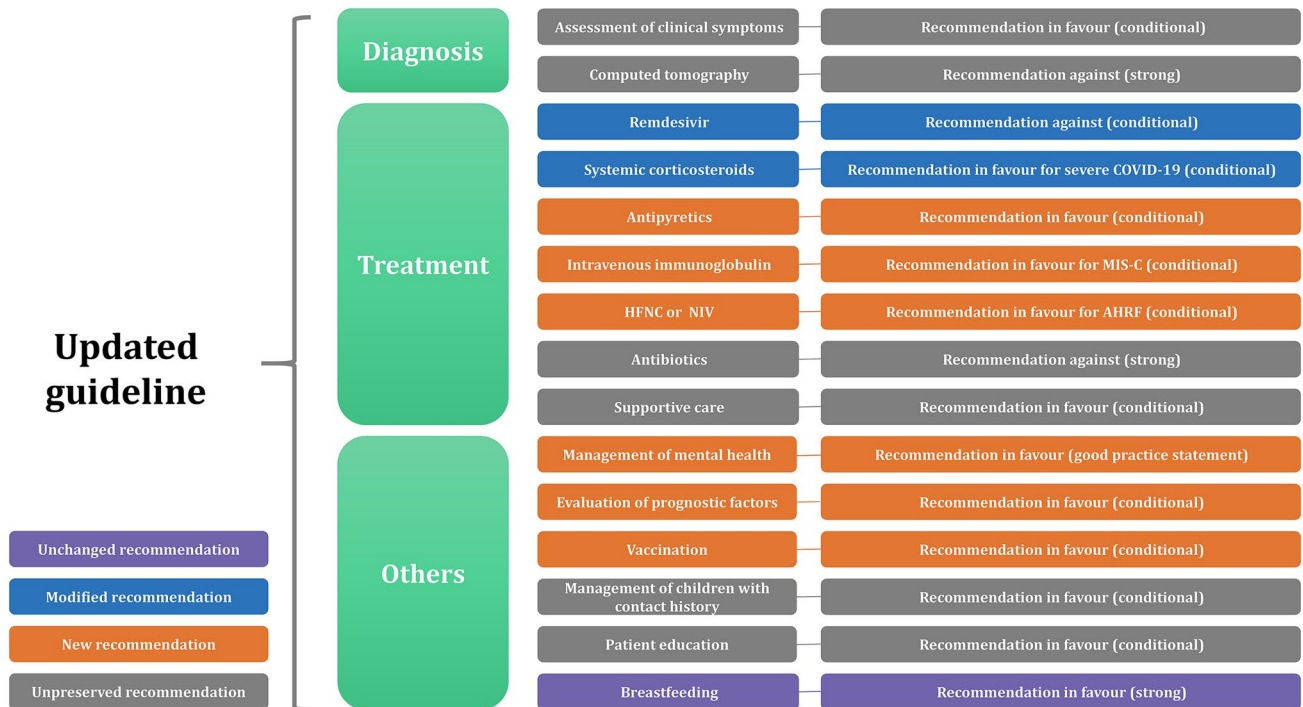 Updated
guideline
Unchanged recommendation
Modified recommendation
New recommendation
Unpreserved recommendation
Diagnosis
Assessment of clinical symptoms
Recommendation in favour (conditional)
Computed tomography
Recommendation against (strong)
Treatment
Remdesivir
Recommendation against (conditional)
Systemic corticosteroids
Recommendation in favour for severe COVID-19 (conditional)
Antipyretics
Recommendation in favour (conditional)
Intravenous immunoglobulin
Recommendation in favour for MIS-C (conditional)
HFNC or NIV
Recommendation in favour for AHRF (conditional)
Antibiotics
Recommendation against (strong)
Supportive care
Recommendation in favour (conditional)
Others
Management of mental health
Recommendation in favour (good practice statement)
Evaluation of prognostic factors
Recommendation in favour (conditional)
Vaccination
Recommendation in favour (conditional)
Management of children with
contact history
Recommendation in favour (conditional)
Patient education
Recommendation in favour (conditional)
Breastfeeding
Recommendation in favour (strong)